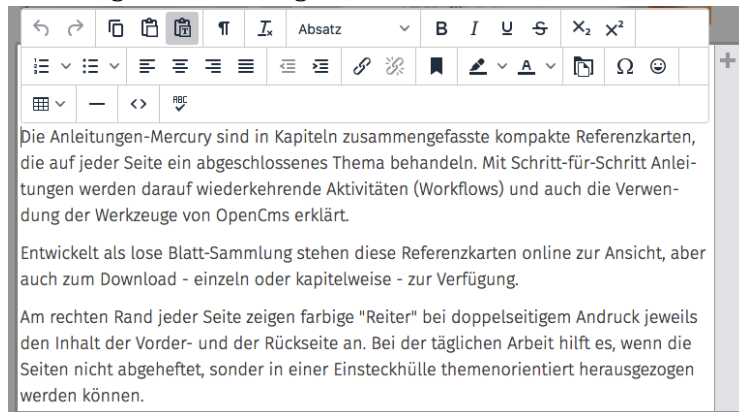 Absatz
B I U S X₂ X²
A Ω
ABC
Die Anleitungen-Mercury sind in Kapiteln zusammengefasste kompakte Referenzkarten,
die auf jeder Seite ein abgeschlossenes Thema behandeln. Mit Schritt-für-Schritt Anlei-
tungen werden darauf wiederkehrende Aktivitäten (Workflows) und auch die Verwen-
dung der Werkzeuge von OpenCms erklärt.
Entwickelt als lose Blatt-Sammlung stehen diese Referenzkarten online zur Ansicht, aber
auch zum Download - einzeln oder kapitelweise - zur Verfügung.
Am rechten Rand jeder Seite zeigen farbige "Reiter" bei doppelseitigem Andruck jeweils
den Inhalt der Vorder- und der Rückseite an. Bei der täglichen Arbeit hilft es, wenn die
Seiten nicht abgeheftet, sonder in einer Einsteckhülle themenorientiert herausgezogen
werden können.